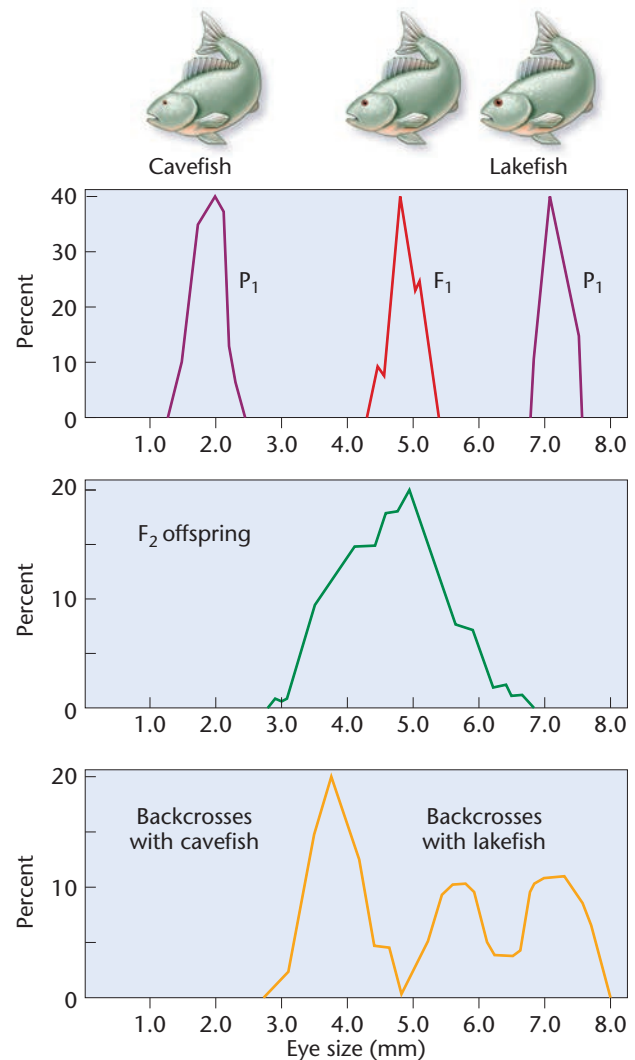 Cavefish
Lakefish
40
30
20
10
0
Percent
P₁
F₁
P₁
1.0 2.0 3.0 4.0 5.0 6.0 7.0 8.0
20
10
0
Percent
F₂ offspring
1.0 2.0 3.0 4.0 5.0 6.0 7.0 8.0
20
10
0
Percent
Backcrosses
with cavefish
Backcrosses
with lakefish
1.0 2.0 3.0 4.0 5.0 6.0 7.0 8.0
Eye size (mm)